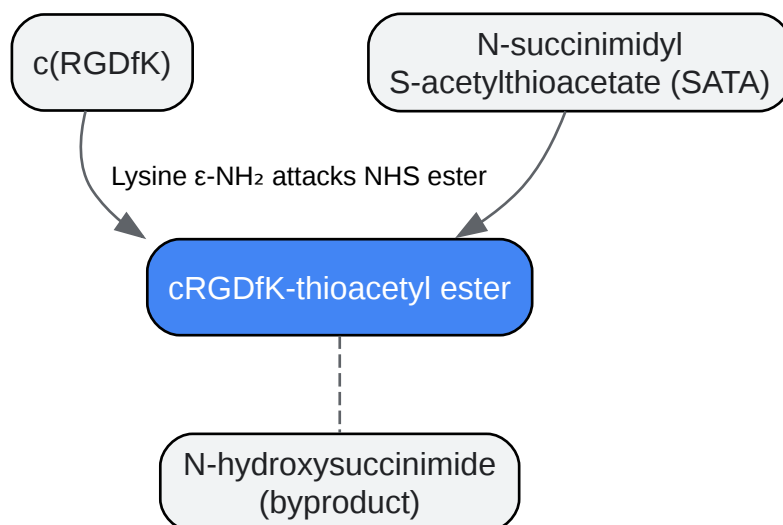 c(RGDfK)
N-succinimidyl
S-acetylthioacetate (SATA)
Lysine ε-NH₂ attacks NHS ester
cRGDfK-thioacetyl ester
N-hydroxysuccinimide
(byproduct)